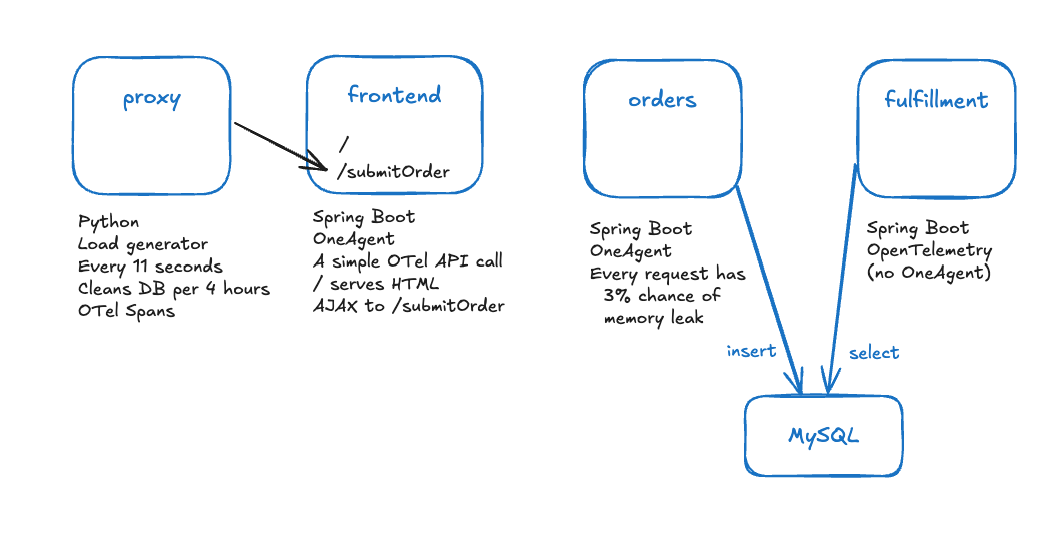 proxy
Python
Load generator
Every 11 seconds
Cleans DB per 4 hours
OTel Spans
frontend
/
/submitOrder
Spring Boot
OneAgent
A simple OTel API call
/ serves HTML
AJAX to /submitOrder
orders
Spring Boot
OneAgent
Every request has
3% chance of
memory leak
fulfillment
Spring Boot
OpenTelemetry
(no OneAgent)
insert
select
MySQL